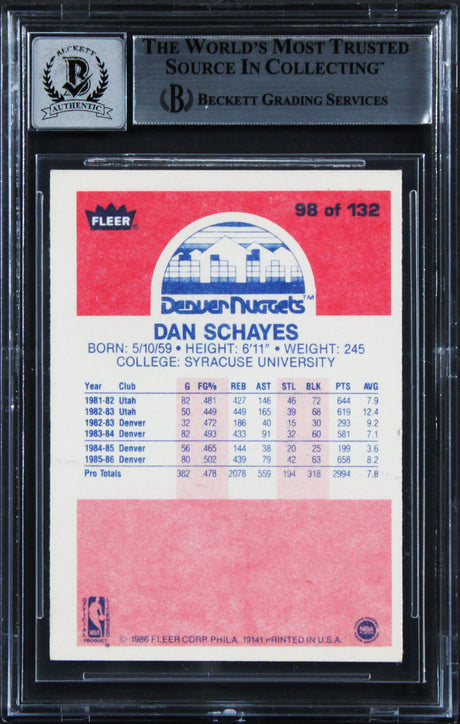 BECKETT
B
AUTHENTIC
THE WORLD'S MOST TRUSTED
SOURCE IN COLLECTING™
B BECKETT GRADING SERVICES
FLEER
98 of 132
Denver Nuggets™
DAN SCHAYES
BORN: 5/10/59 • HEIGHT: 6'11" • WEIGHT: 245
COLLEGE: SYRACUSE UNIVERSITY
Year Club G FG% REB AST STL BLK PTS AVG
1981-82 Utah 82 .481 427 146 46 72 644 7.9
1982-83 Utah 50 .449 449 165 39 68 619 12.4
1982-83 Denver 32 .472 186 40 15 30 293 9.2
1983-84 Denver 82 .493 433 91 32 60 581 7.1
1984-85 Denver 56 .465 144 38 20 25 199 3.6
1985-86 Denver 80 .502 439 79 42 63 658 8.2
Pro Totals 382 .478 2078 559 194 318 2994 7.8
NBA
PRODUCT
© 1986 FLEER CORP. PHILA. 19141 PRINTED IN U.S.A.